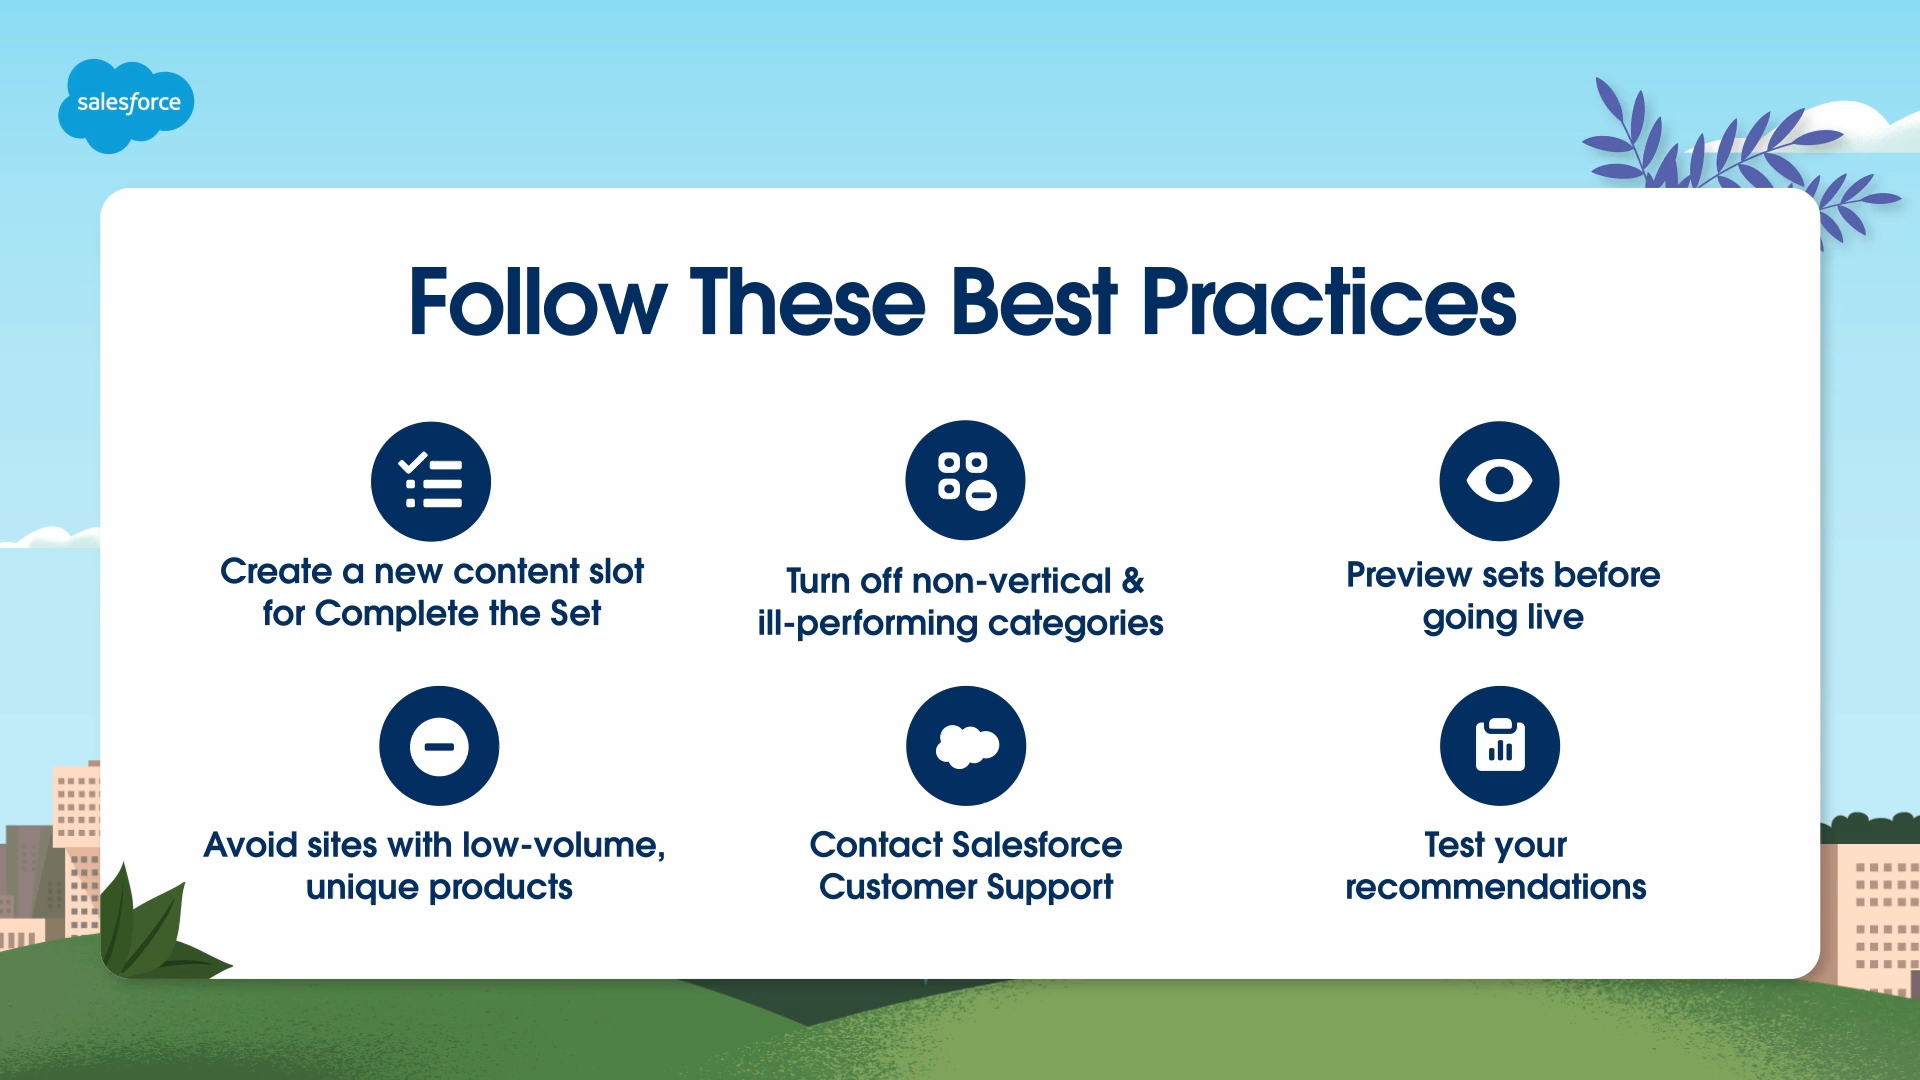 salesforce
Follow These Best Practices
Create a new content slot
for Complete the Set
Turn off non-vertical &
ill-performing categories
Preview sets before
going live
Avoid sites with low-volume,
unique products
Contact Salesforce
Customer Support
Test your
recommendations